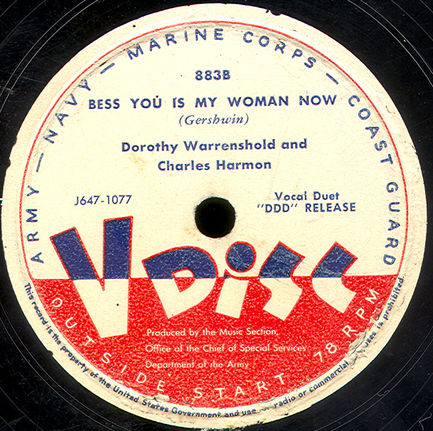 ARMY — NAVY — MARINE CORPS — COAST GUARD
883B
BESS YOU IS MY WOMAN NOW
(Gershwin)
Dorothy Warrenshold and
Charles Harmon
J647-1077
Vocal Duet
"DDD" RELEASE
V DISC
Produced by the Music Section,
Office of the Chief of Special Services
Department of the Army
OUTSIDE START 78 RPM
This record is the property of the United States Government and use radio or commercial is prohibited.